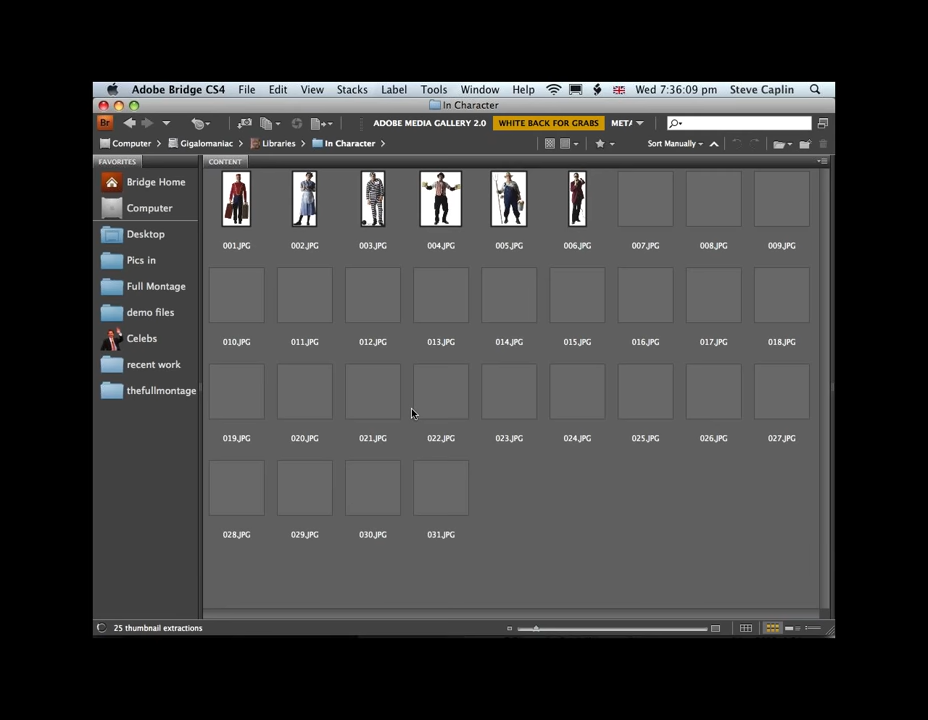 Adobe Bridge CS4 File Edit View Stacks Label Tools Window Help Wed 7:36:09 pm Steve Caplin
In Character
Br ADOBE MEDIA GALLERY 2.0 WHITE BACK FOR GRABS META
Computer Gigalomaniac Libraries In Character Sort Manually
FAVORITES CONTENT
Bridge Home
Computer
Desktop
Pics in
Full Montage
demo files
Celebs
recent work
thefullmontage
001.JPG 002.JPG 003.JPG 004.JPG 005.JPG 006.JPG 007.JPG 008.JPG 009.JPG
010.JPG 011.JPG 012.JPG 013.JPG 014.JPG 015.JPG 016.JPG 017.JPG 018.JPG
019.JPG 020.JPG 021.JPG 022.JPG 023.JPG 024.JPG 025.JPG 026.JPG 027.JPG
028.JPG 029.JPG 030.JPG 031.JPG
25 thumbnail extractions